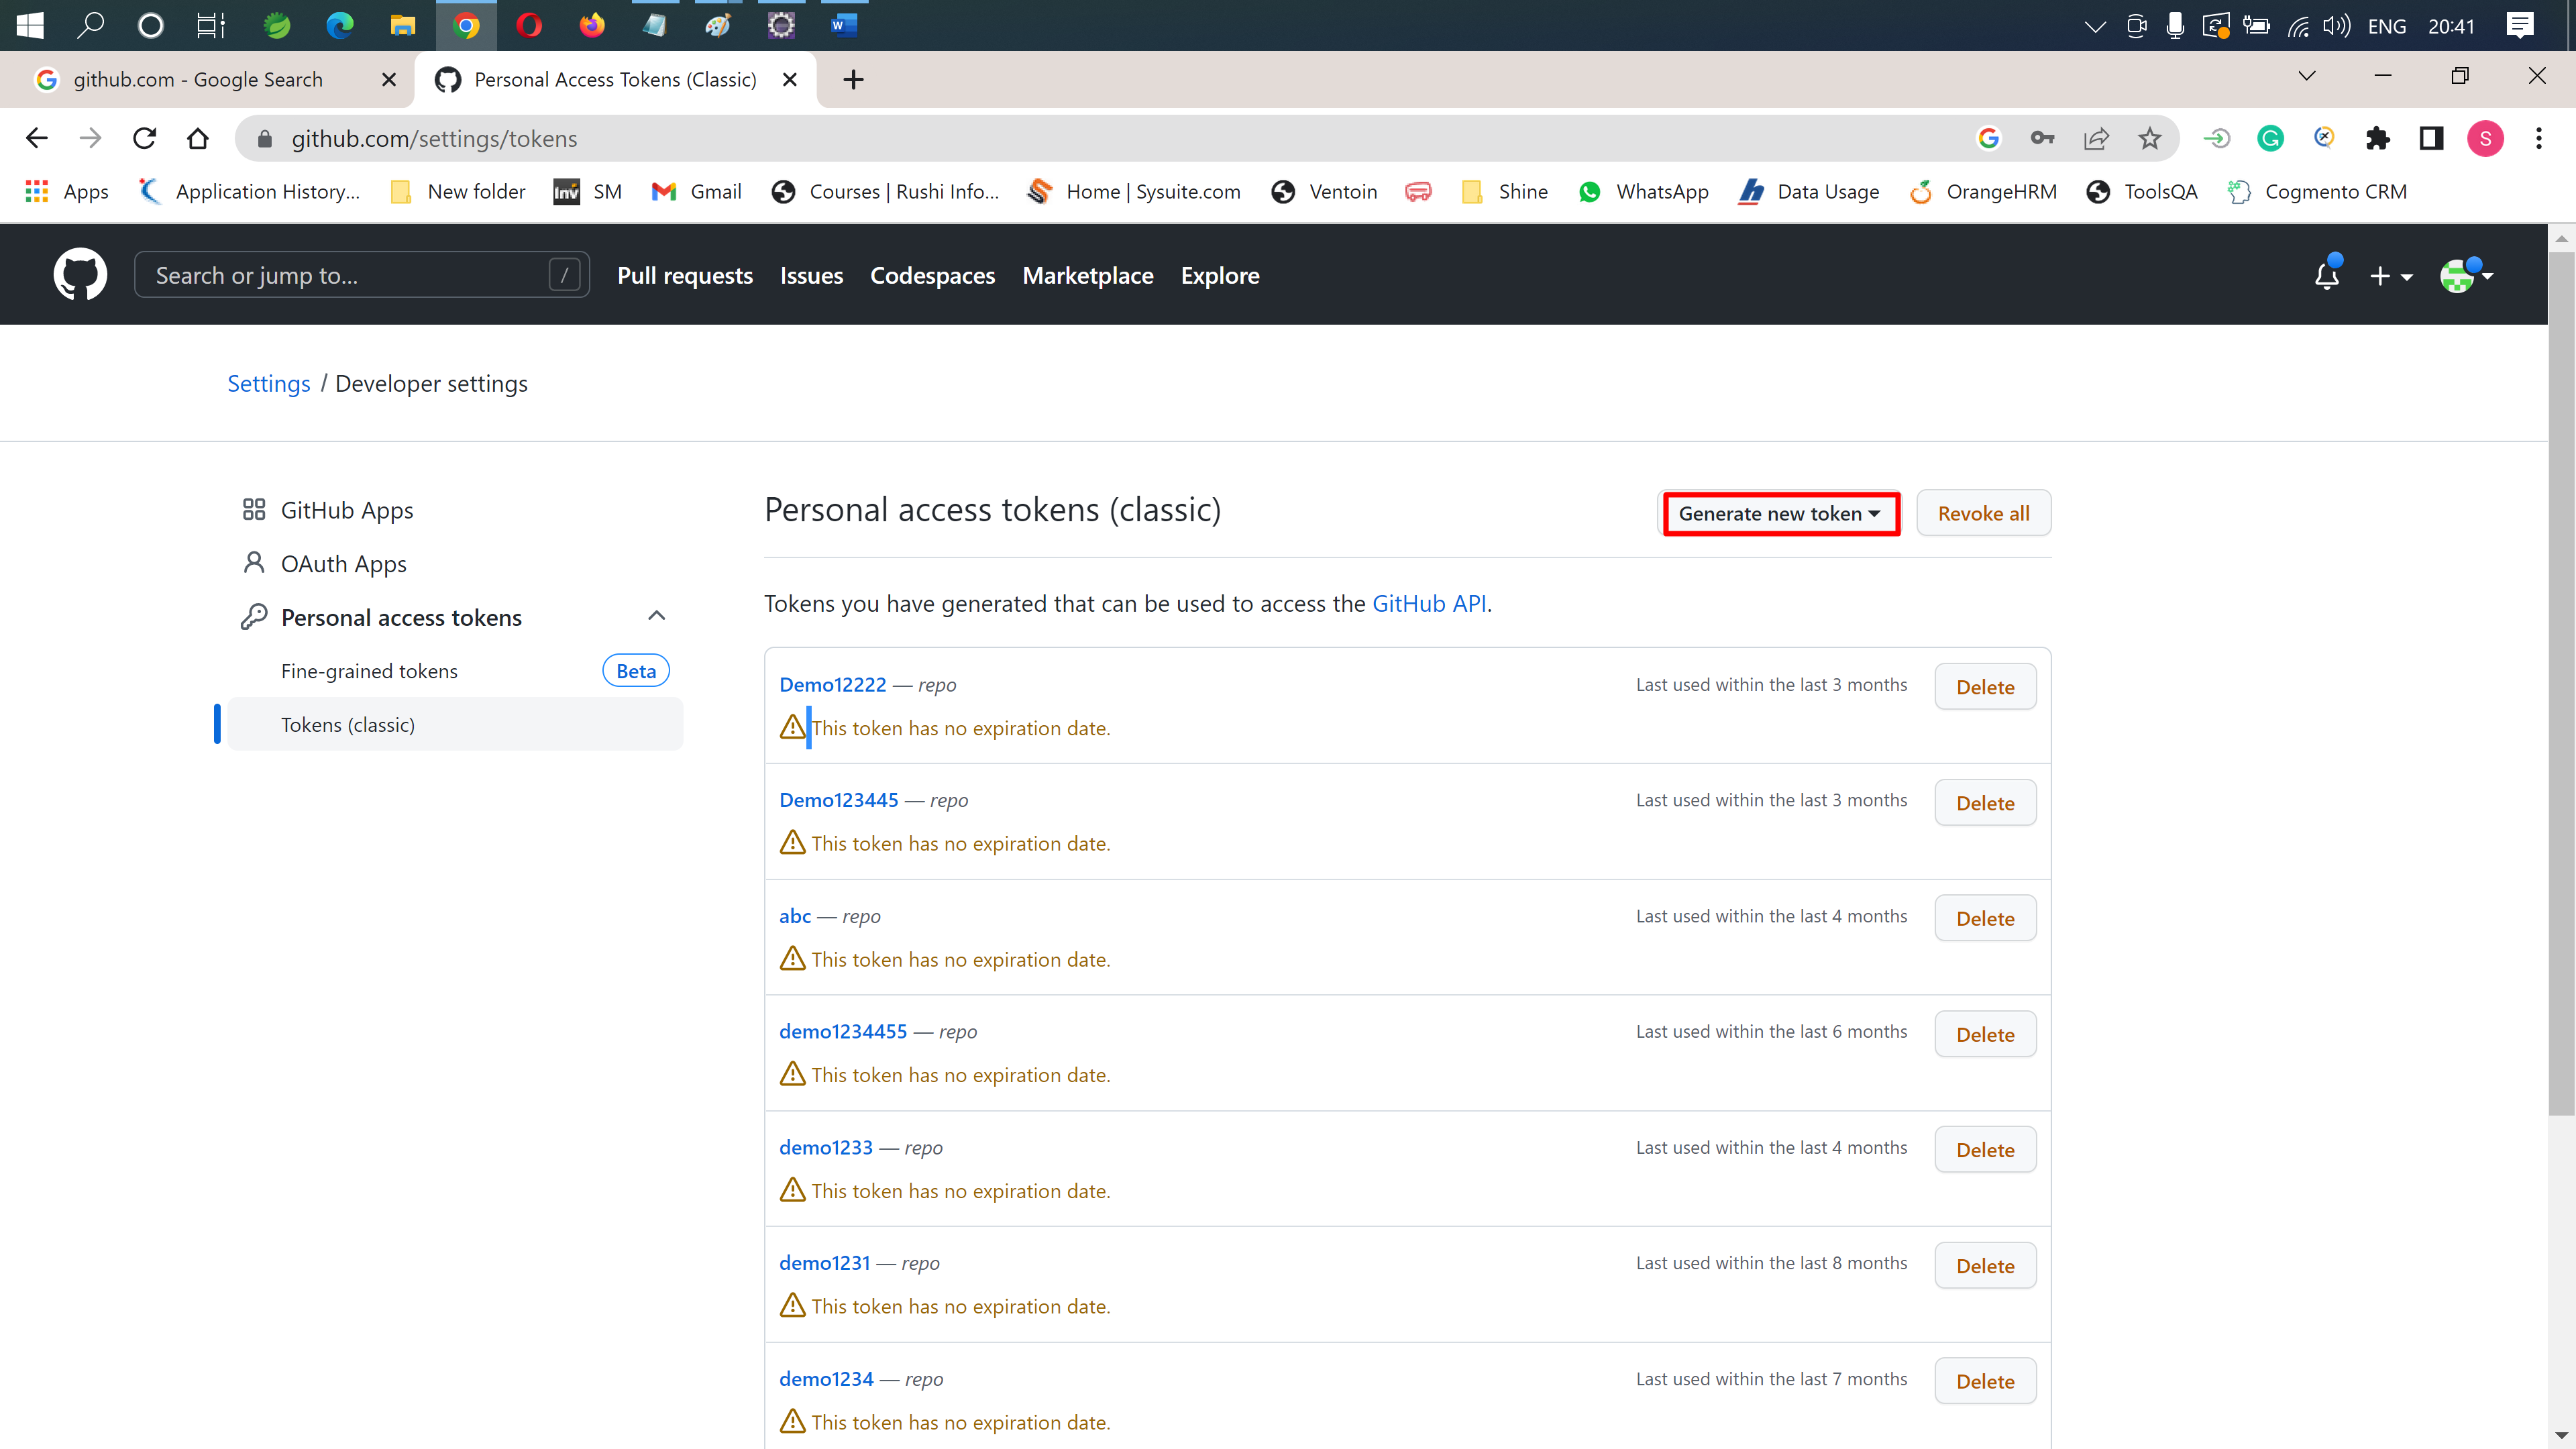 ENG 20:41
github.com - Google Search
Personal Access Tokens (Classic)
github.com/settings/tokens
S
Apps Application History... New folder Inv SM Gmail Courses | Rushi Info... Home | Sysuite.com Ventoin Shine WhatsApp Data Usage OrangeHRM ToolsQA Cogmento CRM
Search or jump to... / Pull requests Issues Codespaces Marketplace Explore
Settings / Developer settings
GitHub Apps
OAuth Apps
Personal access tokens
Fine-grained tokens Beta
Tokens (classic)
Personal access tokens (classic) Generate new token Revoke all
Tokens you have generated that can be used to access the GitHub API.
Demo12222 — repo Last used within the last 3 months Delete
This token has no expiration date.
Demo123445 — repo Last used within the last 3 months Delete
This token has no expiration date.
abc — repo Last used within the last 4 months Delete
This token has no expiration date.
demo1234455 — repo Last used within the last 6 months Delete
This token has no expiration date.
demo1233 — repo Last used within the last 4 months Delete
This token has no expiration date.
demo1231 — repo Last used within the last 8 months Delete
This token has no expiration date.
demo1234 — repo Last used within the last 7 months Delete
This token has no expiration date.